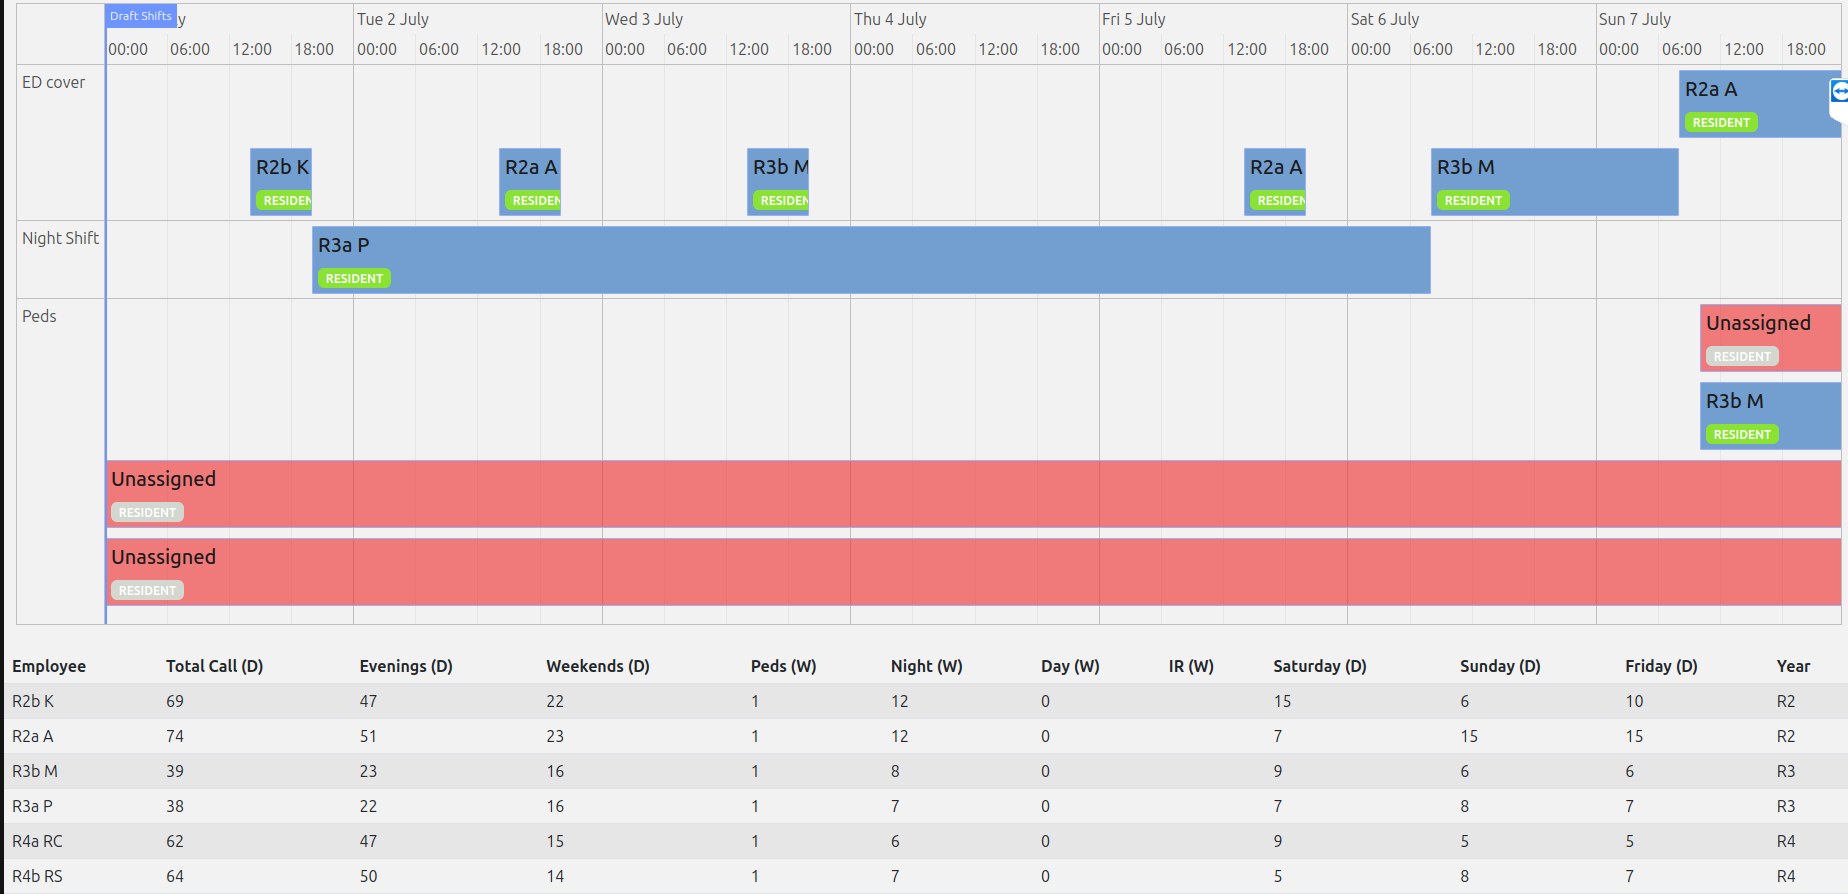 Draft Shifts y Tue 2 July Wed 3 July Thu 4 July Fri 5 July Sat 6 July Sun 7 July
00:00 06:00 12:00 18:00 00:00 06:00 12:00 18:00 00:00 06:00 12:00 18:00 00:00 06:00 12:00 18:00 00:00 06:00 12:00 18:00 00:00 06:00 12:00 18:00 00:00 06:00 12:00 18:00
ED cover
R2a A
RESIDENT
R2b K R2a A R3b M R2a A R3b M
RESIDEN RESIDEN RESIDEN RESIDEN RESIDENT
Night Shift
R3a P
RESIDENT
Peds
Unassigned
RESIDENT
R3b M
RESIDENT
Unassigned
RESIDENT
Unassigned
RESIDENT
Employee Total Call (D) Evenings (D) Weekends (D) Peds (W) Night (W) Day (W) IR (W) Saturday (D) Sunday (D) Friday (D) Year
R2b K 69 47 22 1 12 0 15 6 10 R2
R2a A 74 51 23 1 12 0 7 15 15 R2
R3b M 39 23 16 1 8 0 9 6 6 R3
R3a P 38 22 16 1 7 0 7 8 7 R3
R4a RC 62 47 15 1 6 0 9 5 5 R4
R4b RS 64 50 14 1 7 0 5 8 7 R4